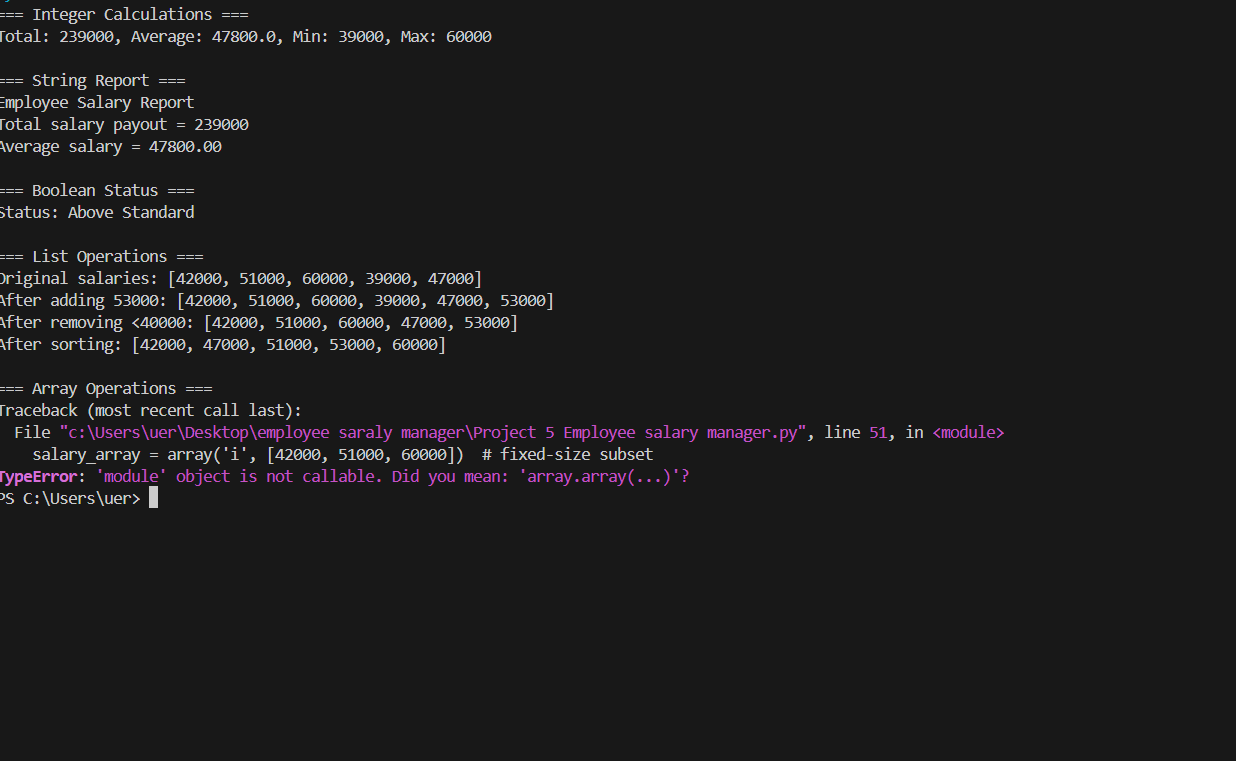 === Integer Calculations ===
Total: 239000, Average: 47800.0, Min: 39000, Max: 60000
=== String Report ===
Employee Salary Report
Total salary payout = 239000
Average salary = 47800.00
=== Boolean Status ===
Status: Above Standard
=== List Operations ===
Original salaries: [42000, 51000, 60000, 39000, 47000]
After adding 53000: [42000, 51000, 60000, 39000, 47000, 53000]
After removing <40000: [42000, 51000, 60000, 47000, 53000]
After sorting: [42000, 47000, 51000, 53000, 60000]
=== Array Operations ===
Traceback (most recent call last):
File "c:\Users\uer\Desktop\employee saraly manager\Project 5 Employee salary manager.py", line 51, in <module>
salary_array = array('i', [42000, 51000, 60000])  # fixed-size subset
TypeError: 'module' object is not callable. Did you mean: 'array.array(...)'?
PS C:\Users\uer>